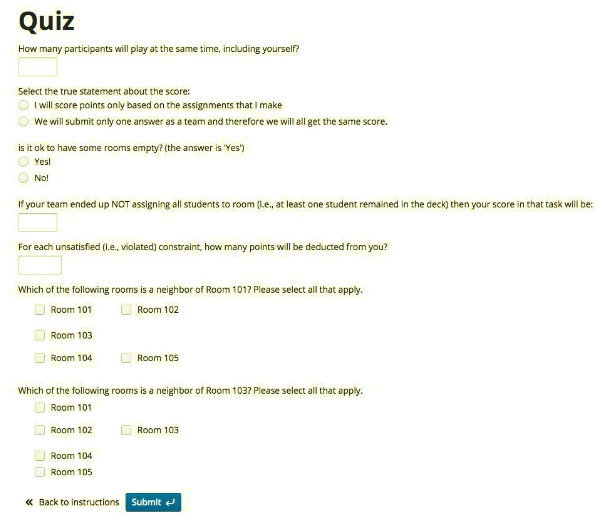 Quiz
How many participants will play at the same time, including yourself?
Select the true statement about the score:
I will score points only based on the assignments that I make
We will submit only one answer as a team and therefore we will all get the same score.
is it ok to have some rooms empty? (the answer is 'Yes')
Yes!
No!
If your team ended up NOT assigning all students to room (i.e., at least one student remained in the deck) then your score in that task will be:
For each unsatisfied (i.e., violated) constraint, how many points will be deducted from you?
Which of the following rooms is a neighbor of Room 101? Please select all that apply.
Room 101 Room 102
Room 103
Room 104 Room 105
Which of the following rooms is a neighbor of Room 103? Please select all that apply.
Room 101
Room 102 Room 103
Room 104
Room 105
« Back to instructions Submit ↵